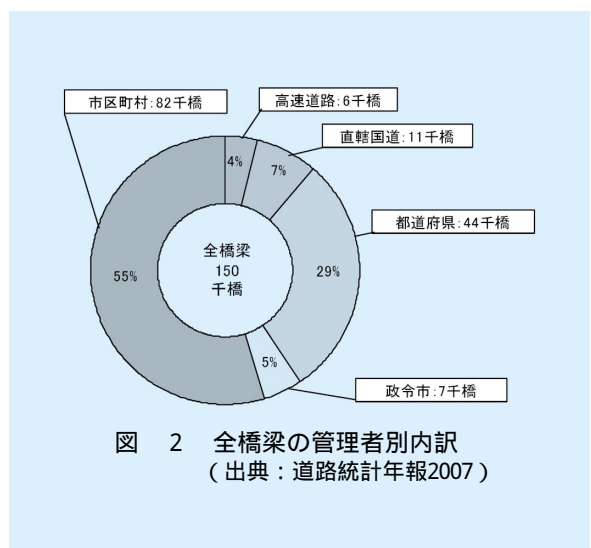 市区町村:82千橋
高速道路:6千橋
直轄国道:11千橋
都道府県:44千橋
政令市:7千橋
4%
7%
29%
5%
55%
全橋梁
150
千橋
図 2 全橋梁の管理者別内訳
(出典:道路統計年報2007)